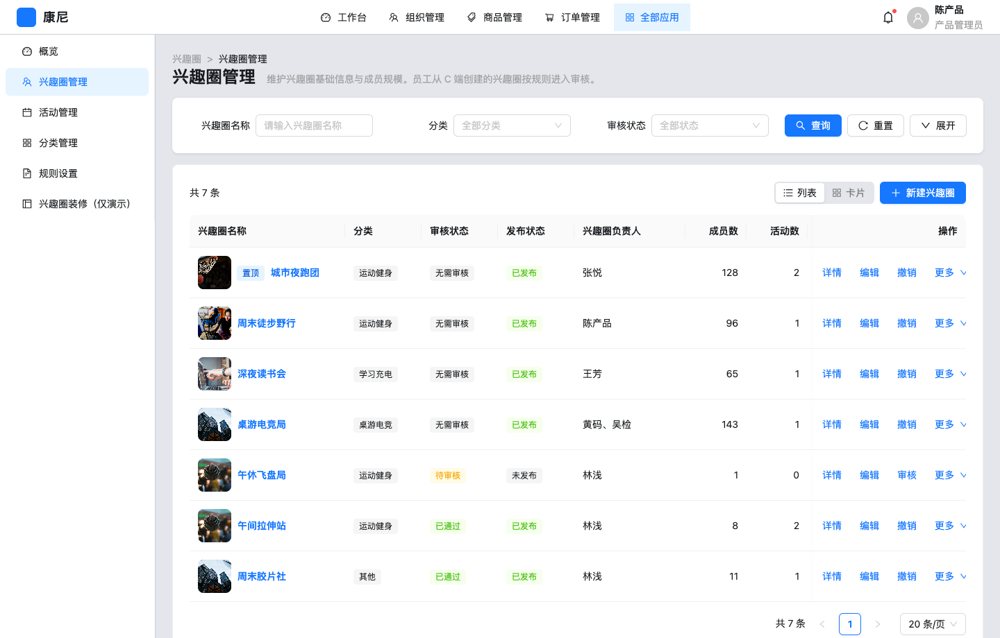 康尼
工作台 组织管理 商品管理 订单管理 全部应用
陈产品
产品管理员
概览
兴趣圈管理
活动管理
分类管理
规则设置
兴趣圈装修（仅演示）
兴趣圈 > 兴趣圈管理
兴趣圈管理 维护兴趣圈基础信息与成员规模。员工从 C 端创建的兴趣圈按规则进入审核。
兴趣圈名称 请输入兴趣圈名称 分类 全部分类 审核状态 全部状态 查询 重置 展开
共 7 条 列表 卡片 新建兴趣圈
兴趣圈名称 分类 审核状态 发布状态 兴趣圈负责人 成员数 活动数 操作
置顶 城市夜跑团 运动健身 无需审核 已发布 张悦 128 2 详情 编辑 撤销 更多
周末徒步野行 运动健身 无需审核 已发布 陈产品 96 1 详情 编辑 撤销 更多
深夜读书会 学习充电 无需审核 已发布 王芳 65 1 详情 编辑 撤销 更多
桌游电竞局 桌游电竞 无需审核 已发布 黄码、吴检 143 1 详情 编辑 撤销 更多
午休飞盘局 运动健身 待审核 未发布 林浅 1 0 详情 编辑 审核 更多
午间拉伸站 运动健身 已通过 已发布 林浅 8 2 详情 编辑 撤销 更多
周末胶片社 其他 已通过 已发布 林浅 11 1 详情 编辑 撤销 更多
共 7 条 1 20 条/页